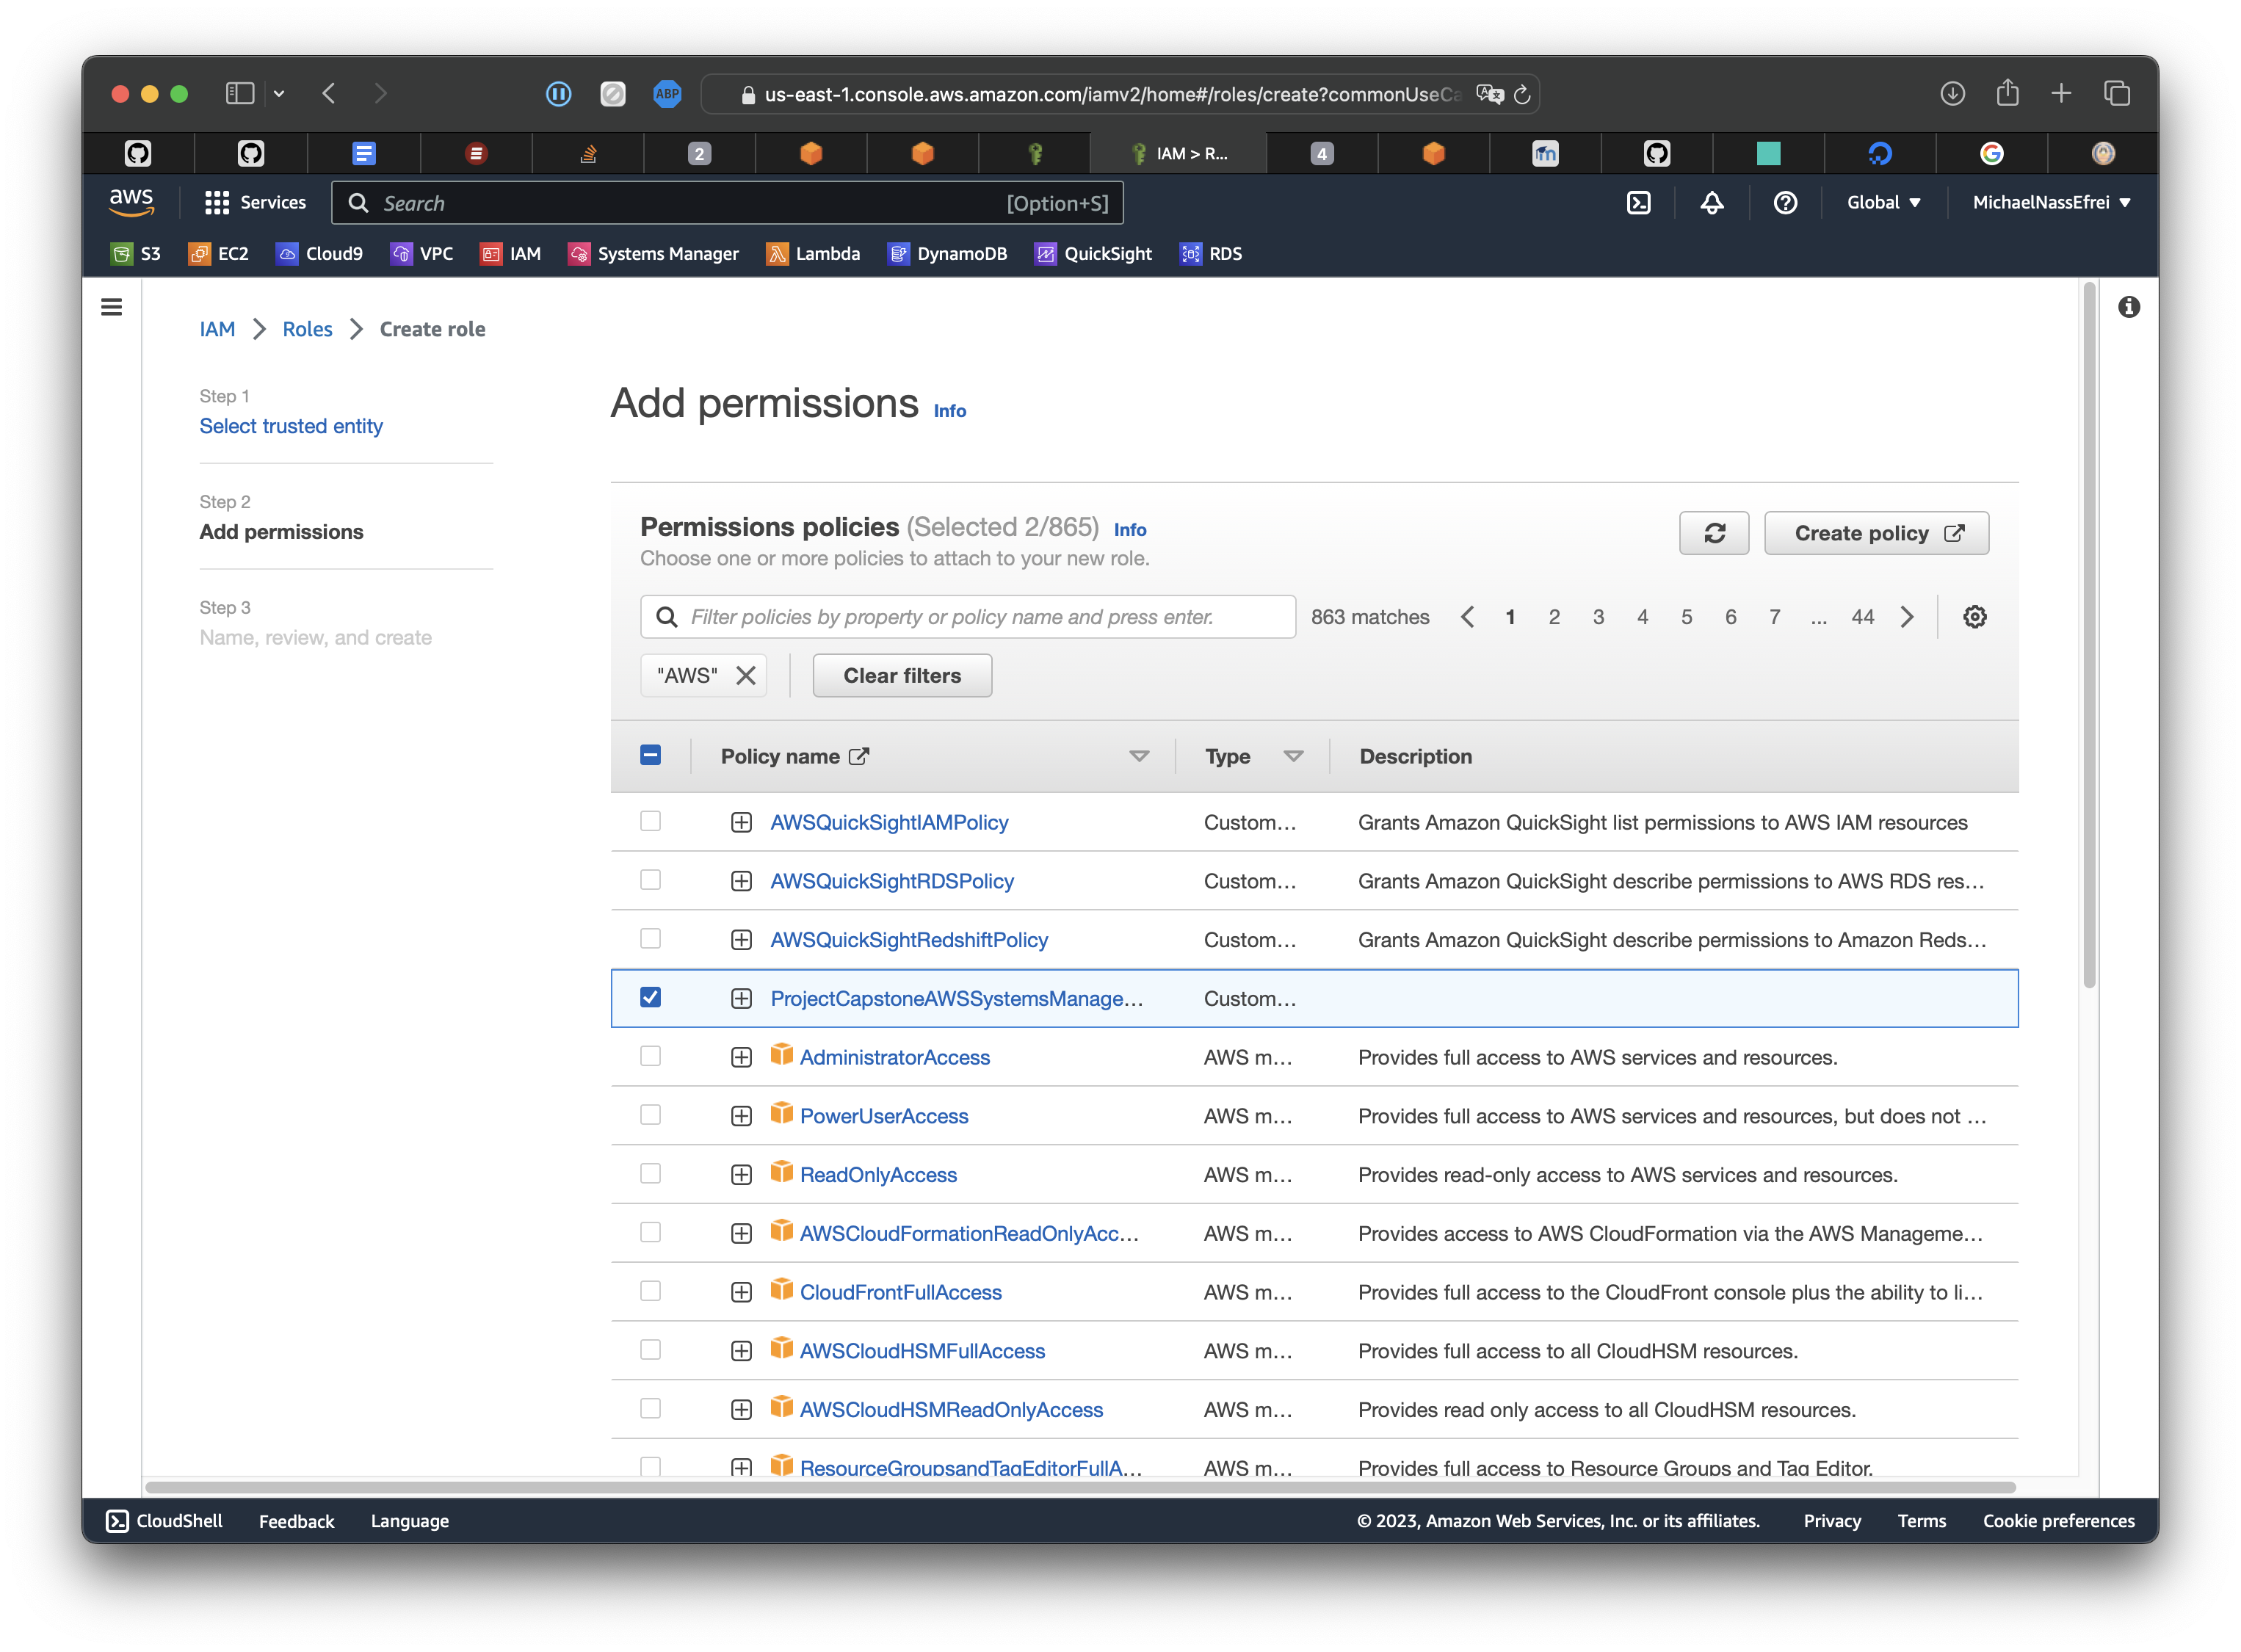 ABP us-east-1.console.aws.amazon.com/iamv2/home#/roles/create?commonUseCa
2 IAM > R... 4
aws Services Search [Option+S] Global MichaelNassEfrei
S3 EC2 Cloud9 VPC IAM Systems Manager Lambda DynamoDB QuickSight RDS
IAM Roles Create role
Step 1
Select trusted entity
Step 2
Add permissions
Step 3
Name, review, and create
Add permissions Info
Permissions policies (Selected 2/865) Info
Choose one or more policies to attach to your new role.
Create policy
Filter policies by property or policy name and press enter. 863 matches 1 2 3 4 5 6 7 ... 44
"AWS" Clear filters
Policy name Type Description
AWSQuickSightIAMPolicy Custom... Grants Amazon QuickSight list permissions to AWS IAM resources
AWSQuickSightRDSPolicy Custom... Grants Amazon QuickSight describe permissions to AWS RDS res...
AWSQuickSightRedshiftPolicy Custom... Grants Amazon QuickSight describe permissions to Amazon Reds...
ProjectCapstoneAWSSystemsManage... Custom...
AdministratorAccess AWS m... Provides full access to AWS services and resources.
PowerUserAccess AWS m... Provides full access to AWS services and resources, but does not ...
ReadOnlyAccess AWS m... Provides read-only access to AWS services and resources.
AWSCloudFormationReadOnlyAcc... AWS m... Provides access to AWS CloudFormation via the AWS Manageme...
CloudFrontFullAccess AWS m... Provides full access to the CloudFront console plus the ability to li...
AWSCloudHSMFullAccess AWS m... Provides full access to all CloudHSM resources.
AWSCloudHSMReadOnlyAccess AWS m... Provides read only access to all CloudHSM resources.
ResourceGroupsandTagEditorFullA... AWS m... Provides full access to Resource Groups and Tag Editor.
CloudShell Feedback Language © 2023, Amazon Web Services, Inc. or its affiliates. Privacy Terms Cookie preferences